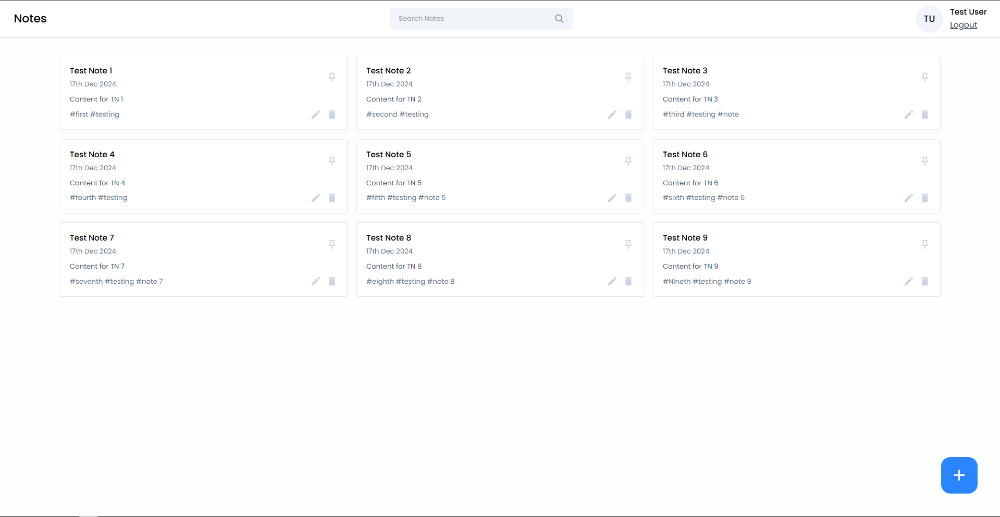 Notes
Search Notes
TU
Test User
Logout
Test Note 1
17th Dec 2024
Content for TN 1
#first #testing
Test Note 2
17th Dec 2024
Content for TN 2
#second #testing
Test Note 3
17th Dec 2024
Content for TN 3
#third #testing #note
Test Note 4
17th Dec 2024
Content for TN 4
#fourth #testing
Test Note 5
17th Dec 2024
Content for TN 5
#fifth #testing #note 5
Test Note 6
17th Dec 2024
Content for TN 6
#sixth #testing #note 6
Test Note 7
17th Dec 2024
Content for TN 7
#seventh #testing #note 7
Test Note 8
17th Dec 2024
Content for TN 8
#eighth #testing #note 8
Test Note 9
17th Dec 2024
Content for TN 9
#Nineth #testing #note 9